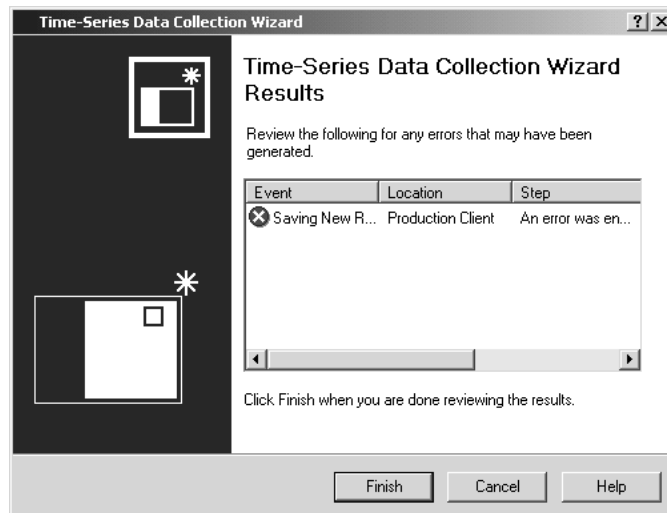 Time-Series Data Collection Wizard
Time-Series Data Collection Wizard
Results
Review the following for any errors that may have been
generated.
Event Location Step
Saving New R... Production Client An error was en...
Click Finish when you are done reviewing the results.
Finish Cancel Help